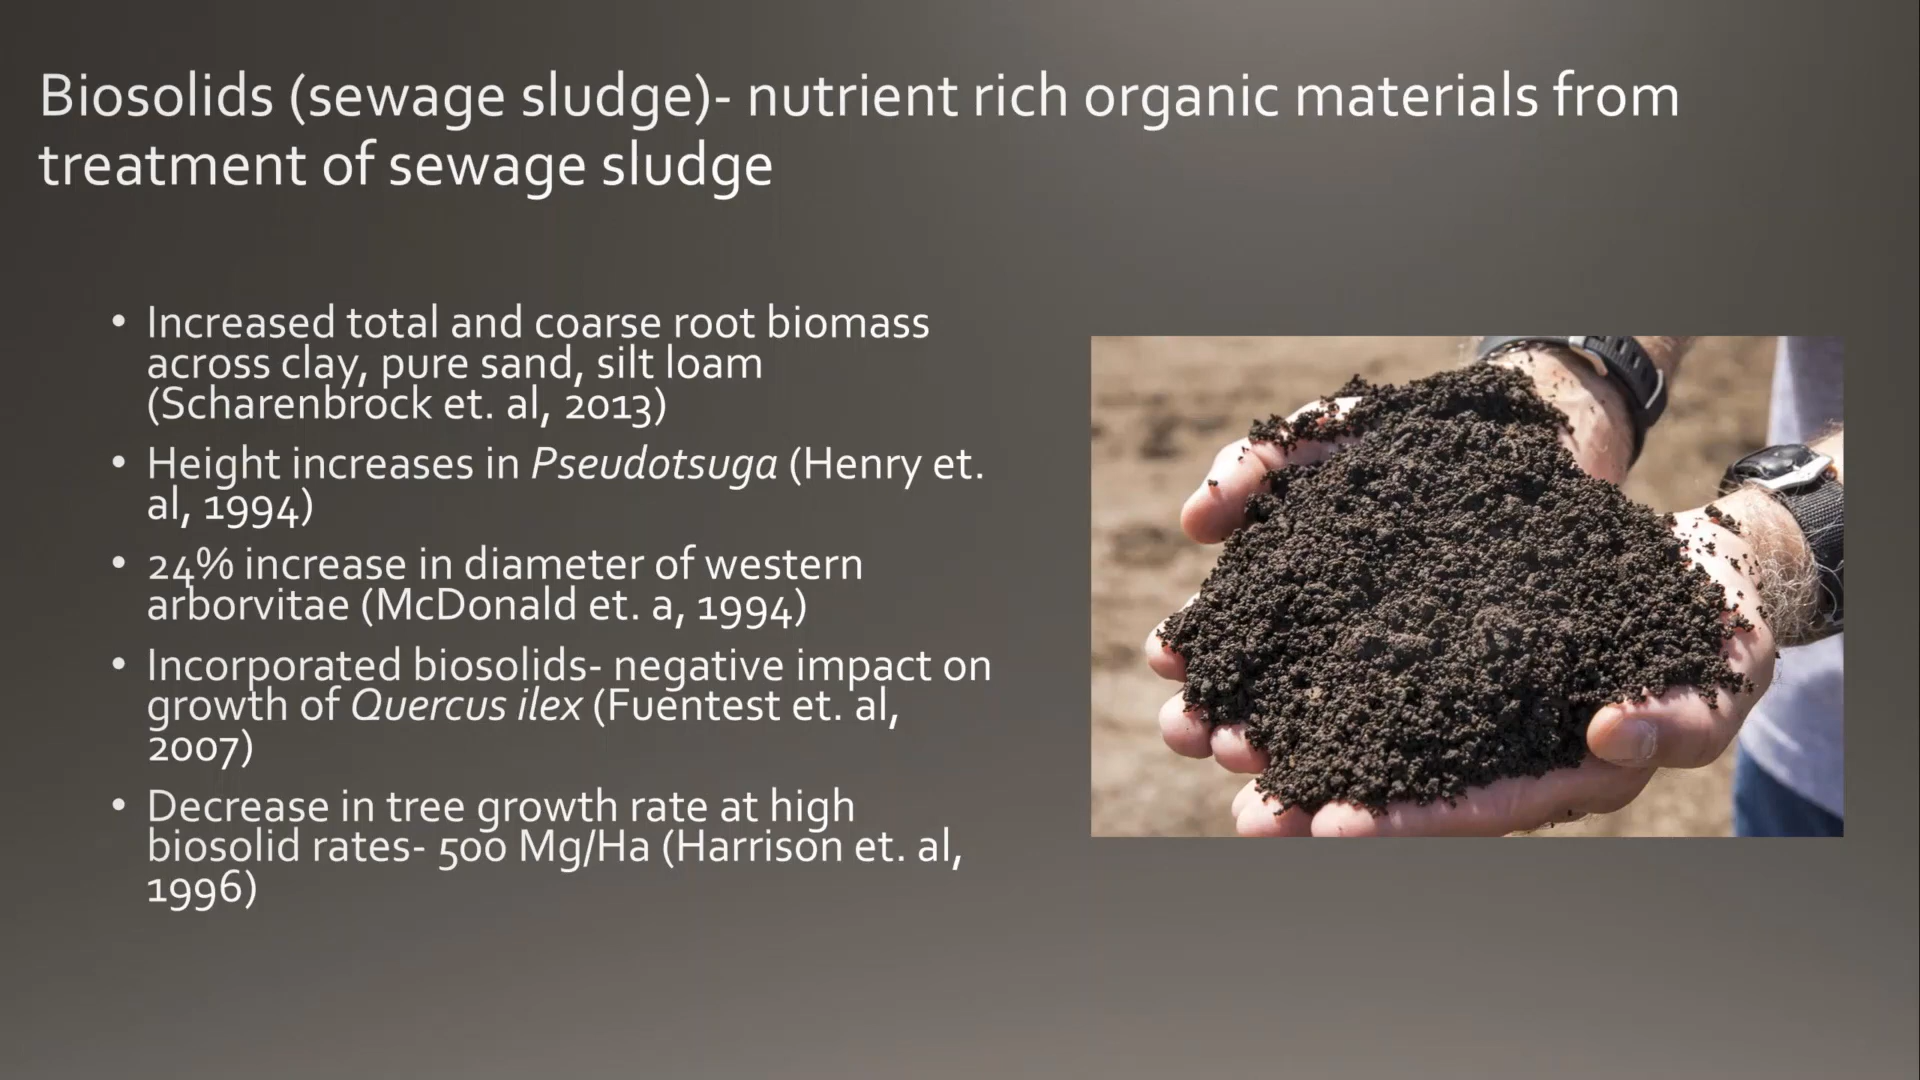 Biosolids (sewage sludge)- nutrient rich organic materials from
treatment of sewage sludge
• Increased total and coarse root biomass
across clay, pure sand, silt loam
(Scharenbrock et. al, 2013)
• Height increases in Pseudotsuga (Henry et.
al, 1994)
• 24% increase in diameter of western
arborvitae (McDonald et. a, 1994)
• Incorporated biosolids- negative impact on
growth of Quercus ilex (Fuentest et. al,
2007)
• Decrease in tree growth rate at high
biosolid rates- 500 Mg/Ha (Harrison et. al,
1996)